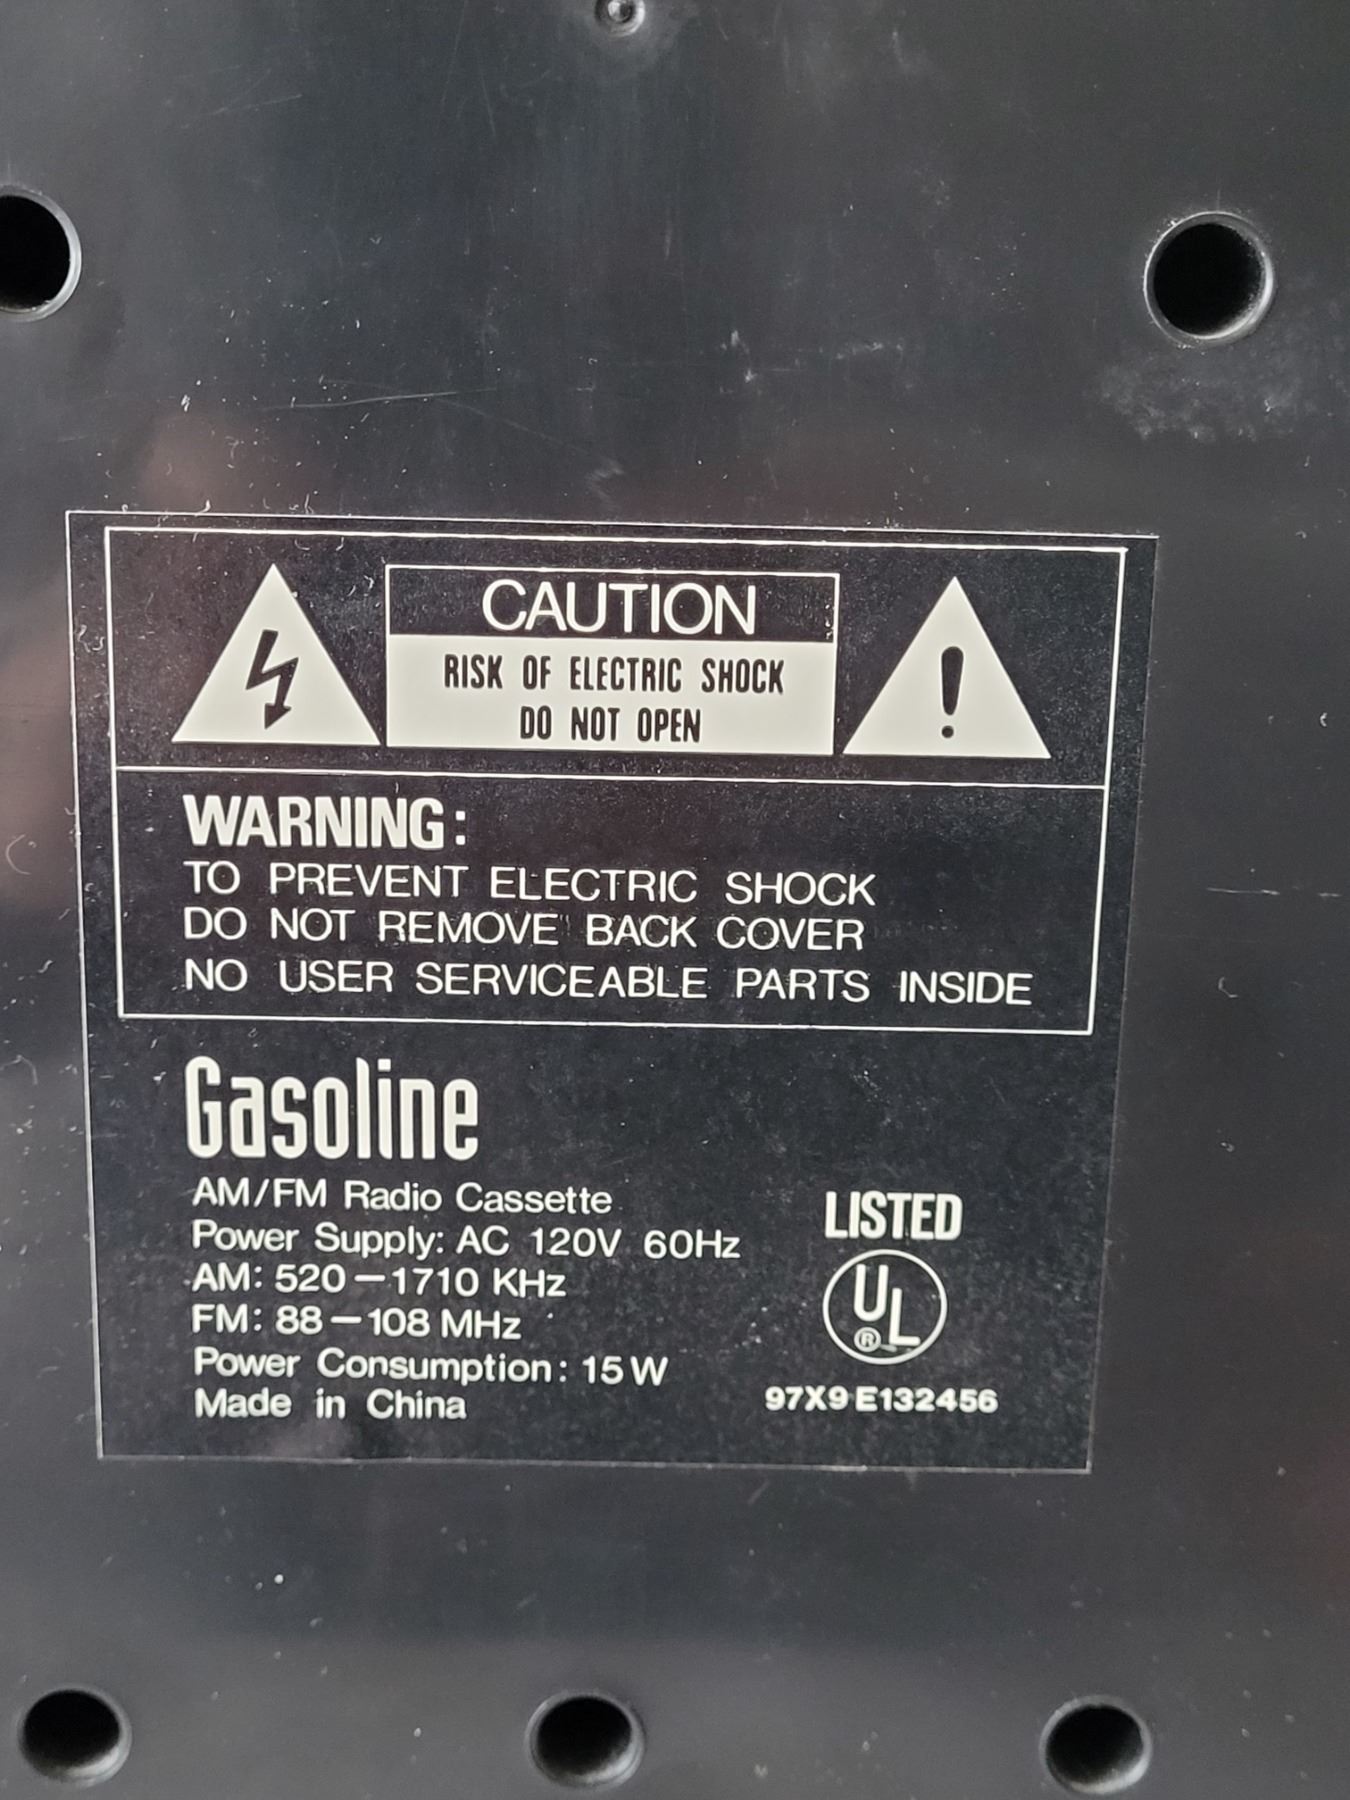 CAUTION
RISK OF ELECTRIC SHOCK
DO NOT OPEN
!
WARNING:
TO PREVENT ELECTRIC SHOCK
DO NOT REMOVE BACK COVER
NO USER SERVICEABLE PARTS INSIDE
Gasoline
AM/FM Radio Cassette
Power Supply: AC 120V 60Hz
AM: 520-1710 KHz
FM: 88-108 MHz
Power Consumption: 15W
Made in China
LISTED
UL®
97X9 E132456